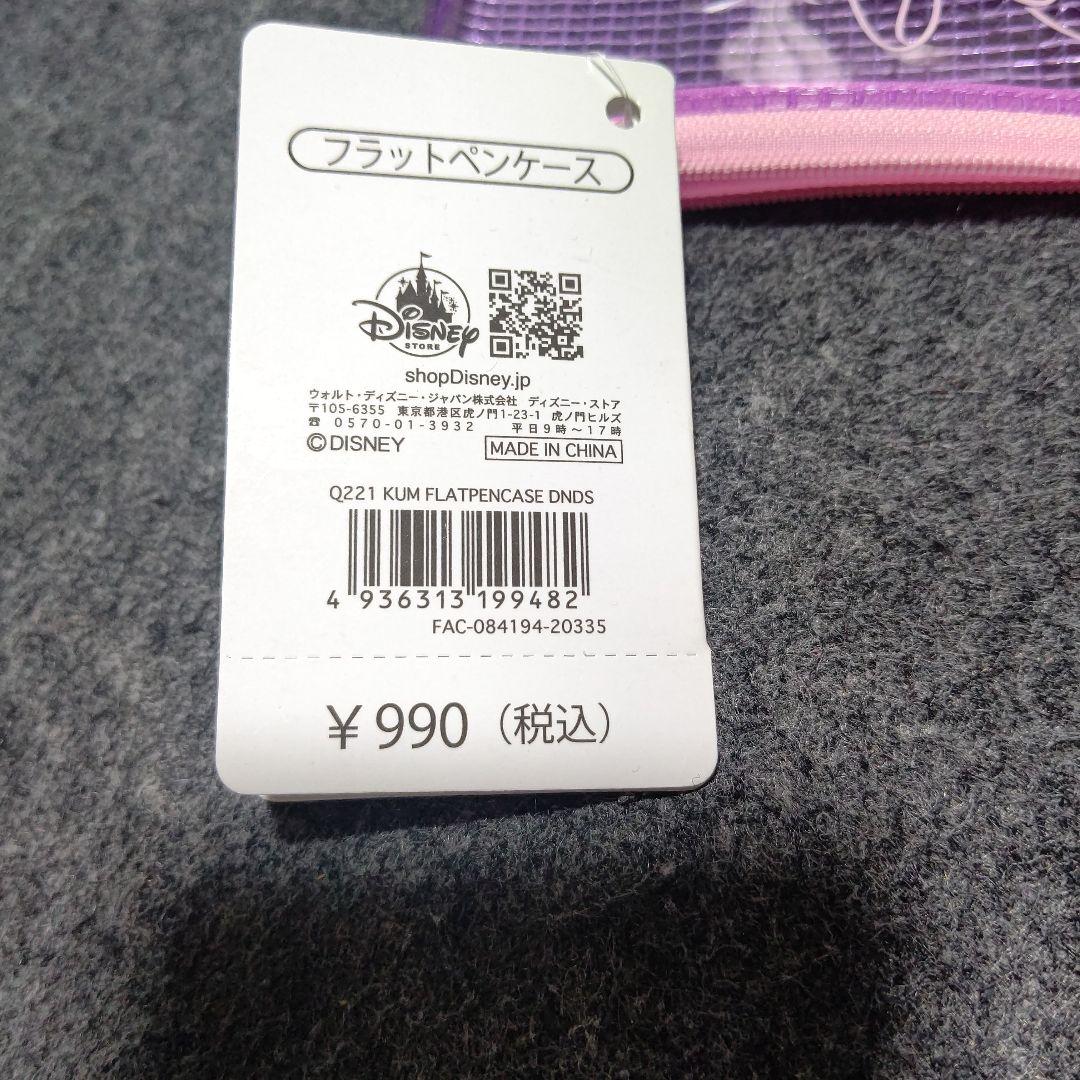 フラットペンケース
Disney
STORE
shopDisney.jp
ウォルト・ディズニー・ジャパン株式会社 ディズニー・ストア
〒105-6355 東京都港区虎ノ門1-23-1 虎ノ門ヒルズ
☎ 0570-01-3932 平日9時～17時
©DISNEY MADE IN CHINA
Q221 KUM FLATPENCASE DNDS
4 936313 199482
FAC-084194-20335
¥990（税込）